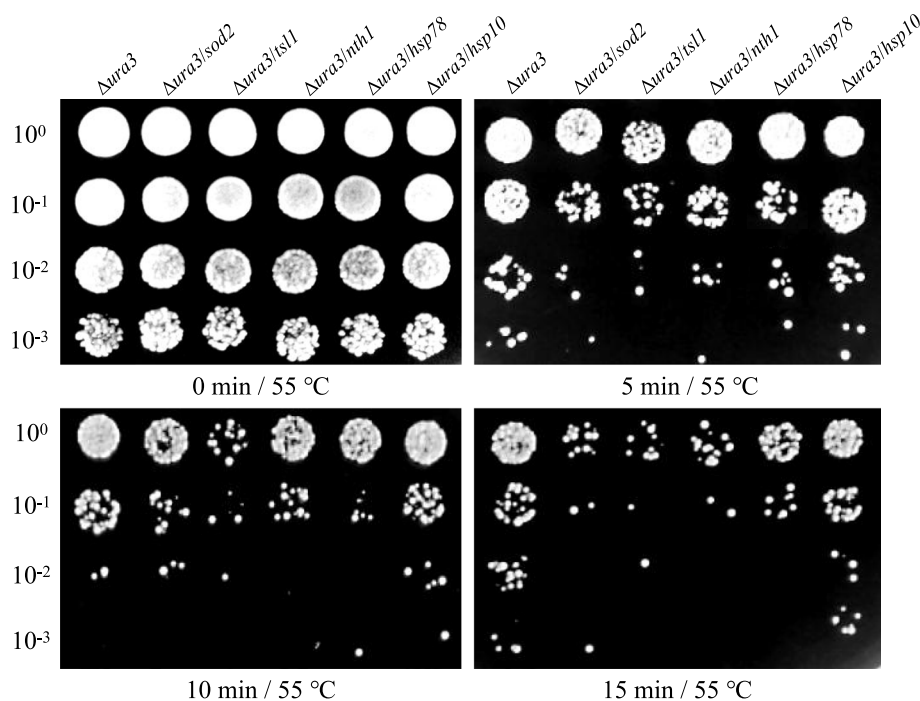 Δura3 Δura3/sod2 Δura3/tsl1 Δura3/nth1 Δura3/hsp78 Δura3/hsp10 Δura3 Δura3/sod2 Δura3/tsl1 Δura3/nth1 Δura3/hsp78 Δura3/hsp10
10⁰
10⁻¹
10⁻²
10⁻³
0 min / 55 °C 5 min / 55 °C
10⁰
10⁻¹
10⁻²
10⁻³
10 min / 55 °C 15 min / 55 °C